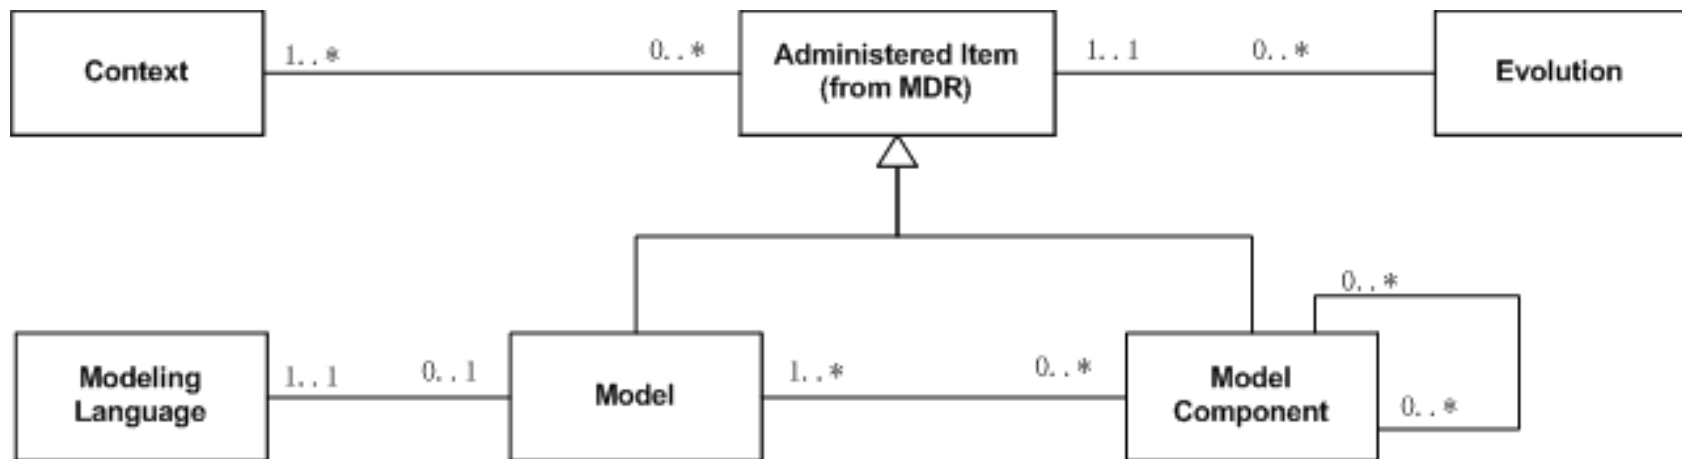 Context
1..*
0..*
Administered Item
(from MDR)
1..1
0..*
Evolution
0..*
Modeling
Language
1..1
0..1
Model
1..*
0..*
Model
Component
0..*